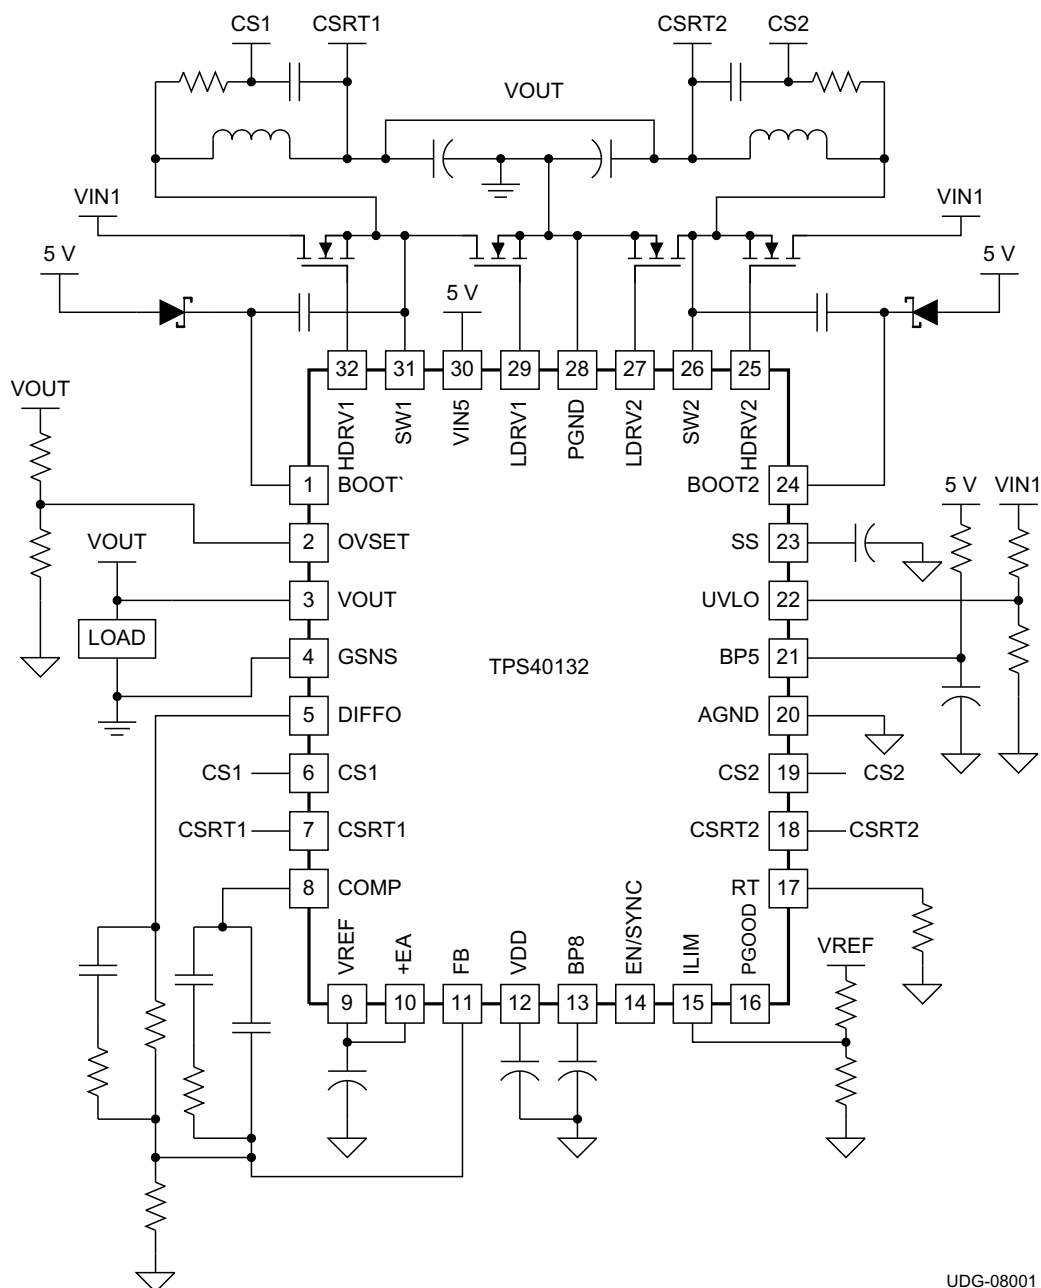 CS1
CSRT1
CSRT2
CS2
VOUT
VIN1
VIN1
5 V
5 V
5 V
32
31
30
29
28
27
26
25
HDRV1
SW1
VIN5
LDRV1
PGND
LDRV2
SW2
HDRV2
VOUT
1 BOOT`
BOOT2 24
5 V
VIN1
2 OVSET
SS 23
VOUT
3 VOUT
UVLO 22
LOAD
4 GSNS
TPS40132
BP5 21
5 DIFFO
AGND 20
CS1 6 CS1
CS2 19 CS2
CSRT1 7 CSRT1
CSRT2 18 CSRT2
8 COMP
RT 17
VREF
+EA
FB
VDD
BP8
EN/SYNC
ILIM
PGOOD
VREF
9
10
11
12
13
14
15
16
UDG-08001